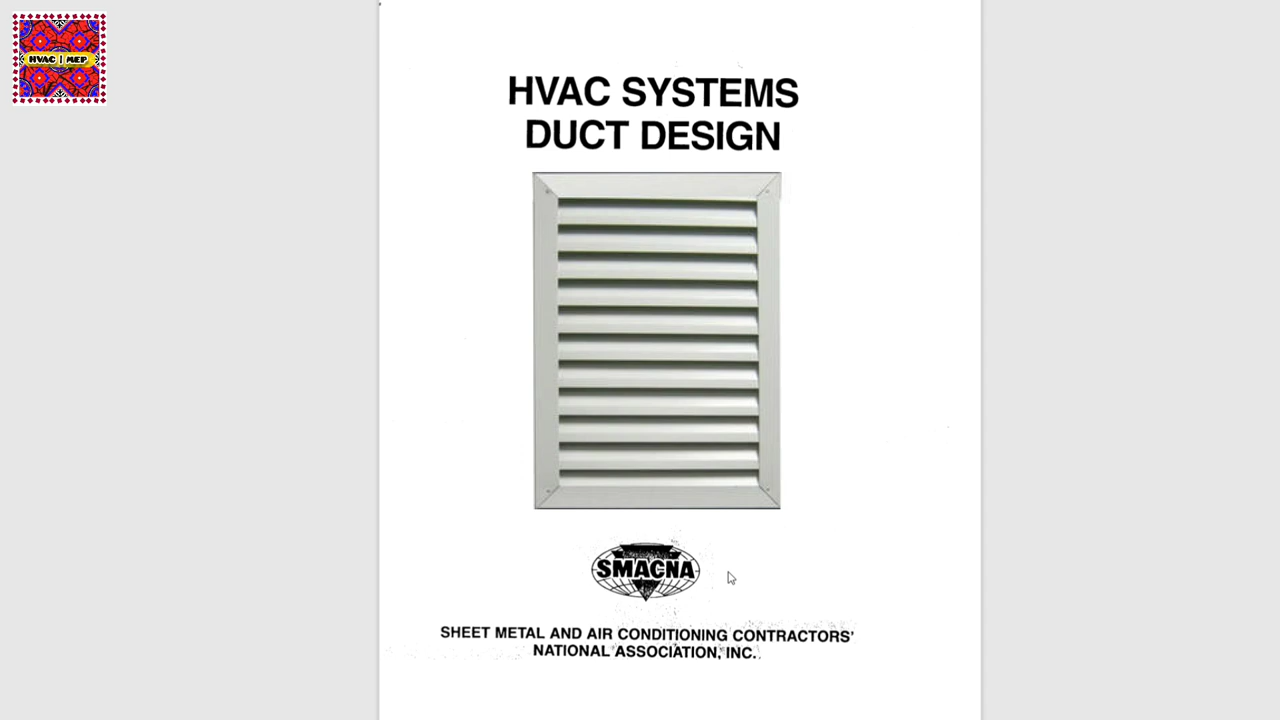 HVAC | MEP
HVAC SYSTEMS
DUCT DESIGN
SMACNA
SHEET METAL AND AIR CONDITIONING CONTRACTORS'
NATIONAL ASSOCIATION, INC.